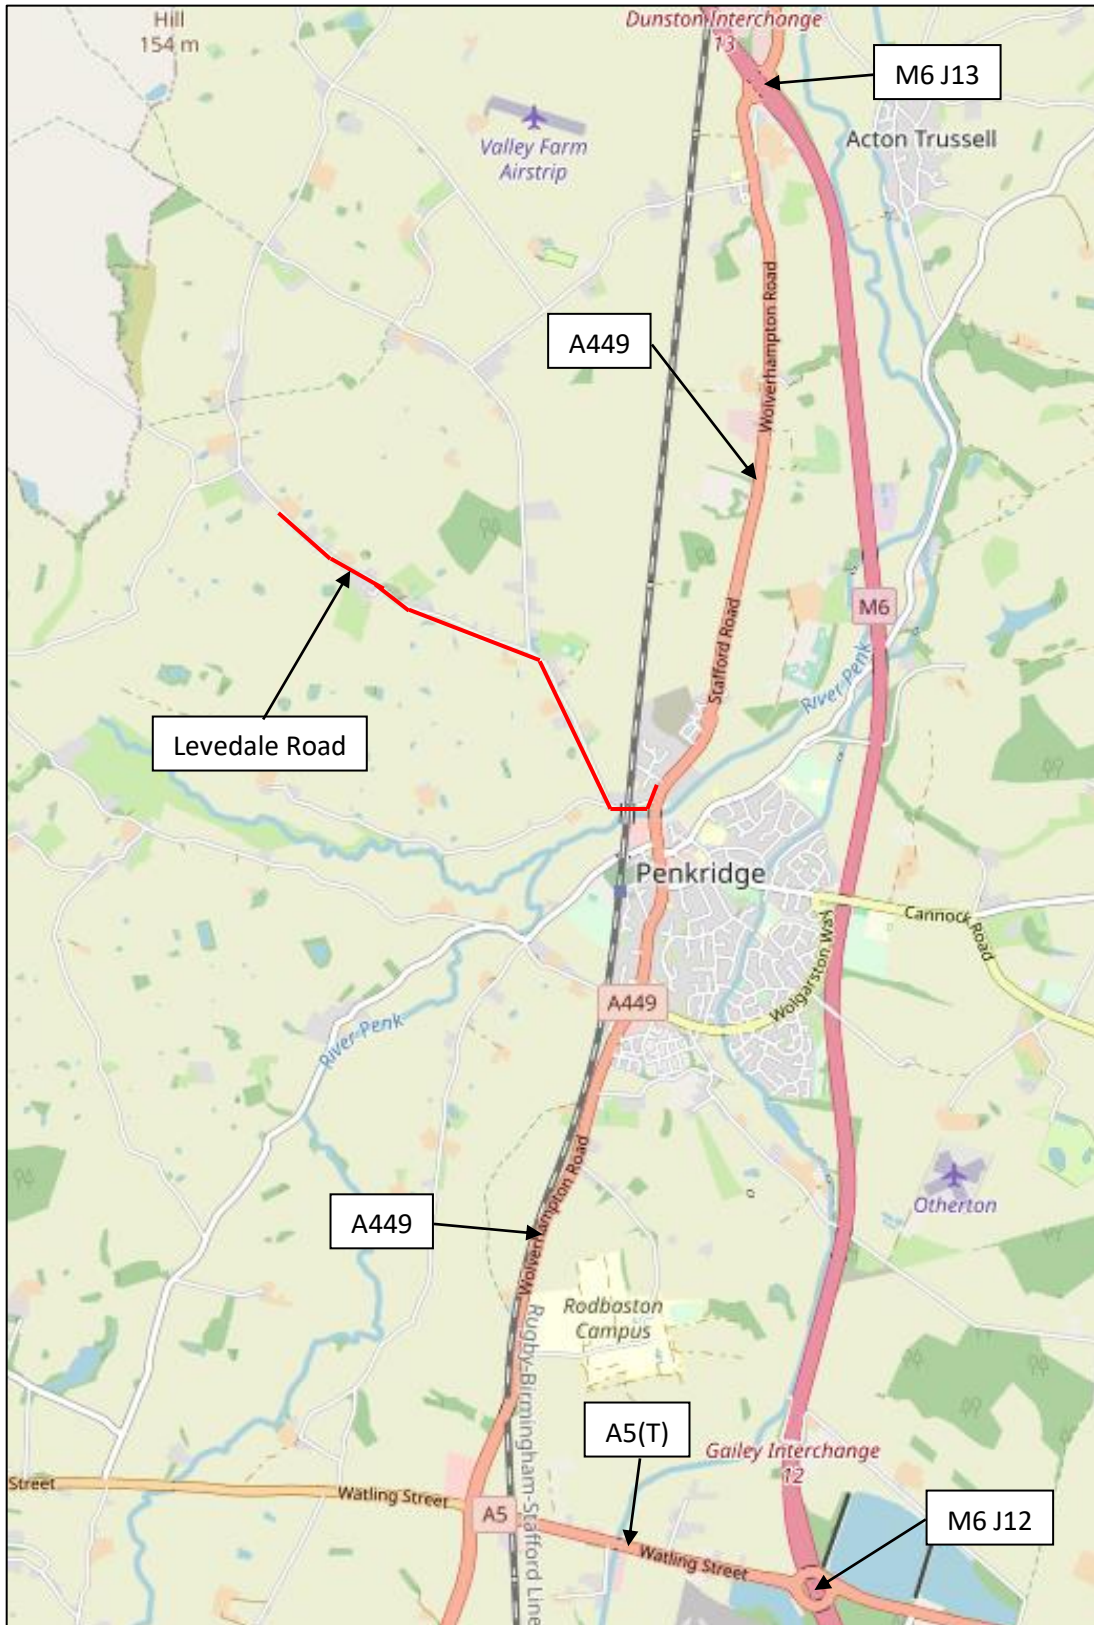 Hill
154 m
Dunston Interchange
13
M6 J13
Acton Trussell
Valley Farm
Airstrip
Wolverhampton Road
A449
M6
Stafford Road
River Penk
Levedale Road
Penkridge
Cannock Road
Wolgarston Way
A449
River Penk
Wolverhampton Road
Otherton
A449
Rodbaston
Campus
Rugby-Birmingham-Stafford Line
A5(T)
Gailey Interchange
12
Street
Watling Street
A5
M6 J12
Watling Street